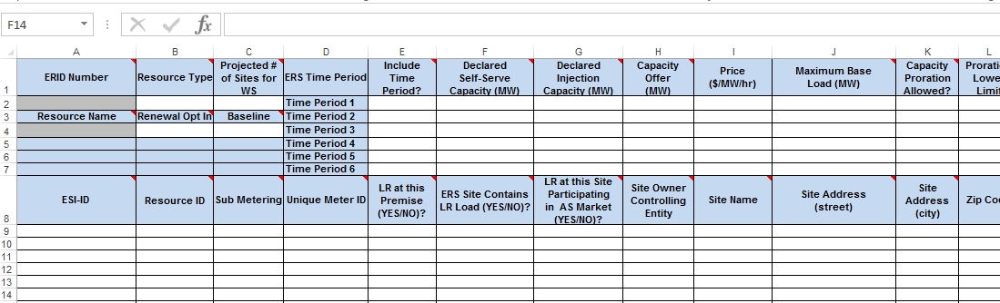 F14
fx
A B C D E F G H I J K L
1 ERID Number Resource Type Projected # of Sites for WS ERS Time Period Include Time Period? Declared Self-Serve Capacity (MW) Declared Injection Capacity (MW) Capacity Offer (MW) Price ($/MW/hr) Maximum Base Load (MW) Capacity Proration Allowed? Prorati Lowe Limit
2 Time Period 1
3 Resource Name Renewal Opt In Baseline Time Period 2
4 Time Period 3
5 Time Period 4
6 Time Period 5
7 Time Period 6
8 ESI-ID Resource ID Sub Metering Unique Meter ID LR at this Premise (YES/NO)? ERS Site Contains LR Load (YES/NO)? LR at this Site Participating in AS Market (YES/NO)? Site Owner Controlling Entity Site Name Site Address (street) Site Address (city) Zip Co
9
10
11
12
13
14